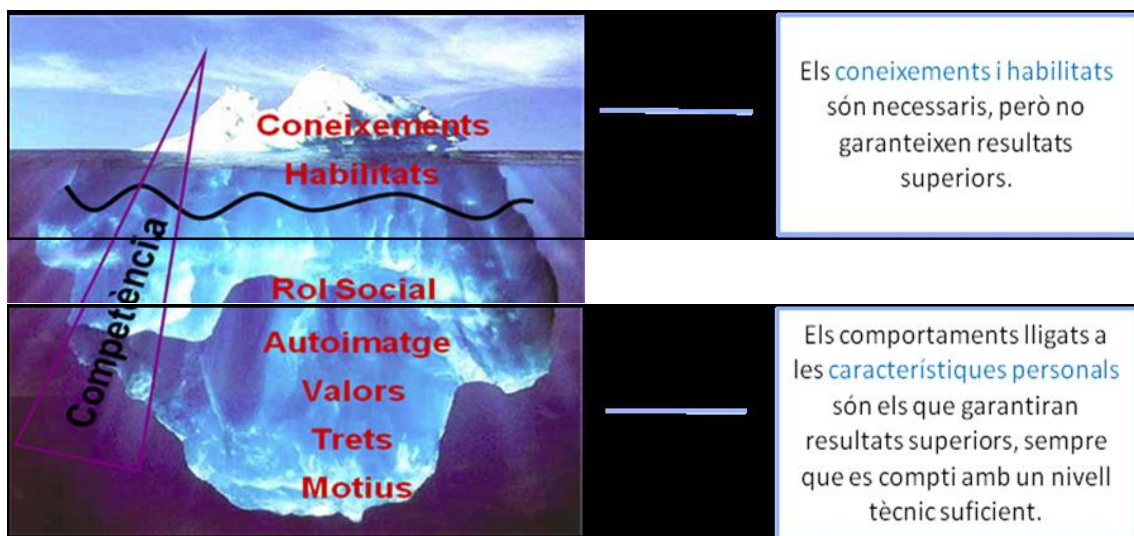 Coneixements
Habilitats
Rol Social
Autoimatge
Valors
Trets
Motius
Competènciïa
Els coneixements i habilitats
són necessaris, però no
garanteixen resultats
superiors.
Els comportaments lligats a
les característiques personals
són els que garantiran
resultats superiors, sempre
que es compti amb un nivell
tècnic suficient.